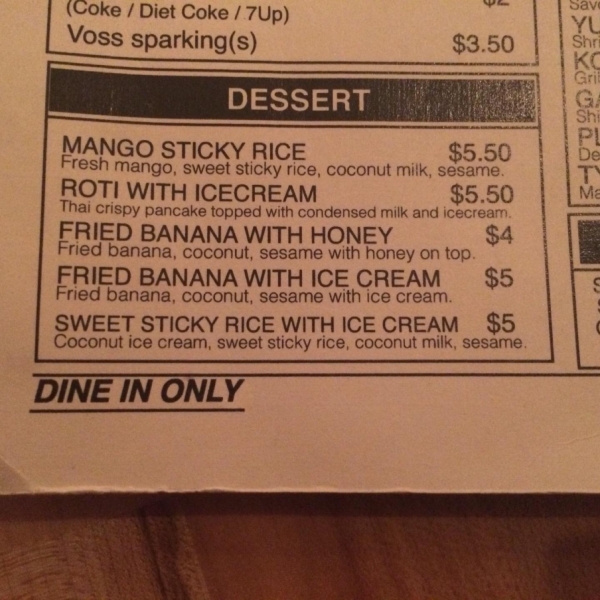 (Coke / Diet Coke / 7Up)
Voss sparking(s) $3.50
DESSERT
MANGO STICKY RICE $5.50
Fresh mango, sweet sticky rice, coconut milk, sesame.
ROTI WITH ICECREAM $5.50
Thai crispy pancake topped with condensed milk and icecream.
FRIED BANANA WITH HONEY $4
Fried banana, coconut, sesame with honey on top.
FRIED BANANA WITH ICE CREAM $5
Fried banana, coconut, sesame with ice cream.
SWEET STICKY RICE WITH ICE CREAM $5
Coconut ice cream, sweet sticky rice, coconut milk, sesame.
DINE IN ONLY